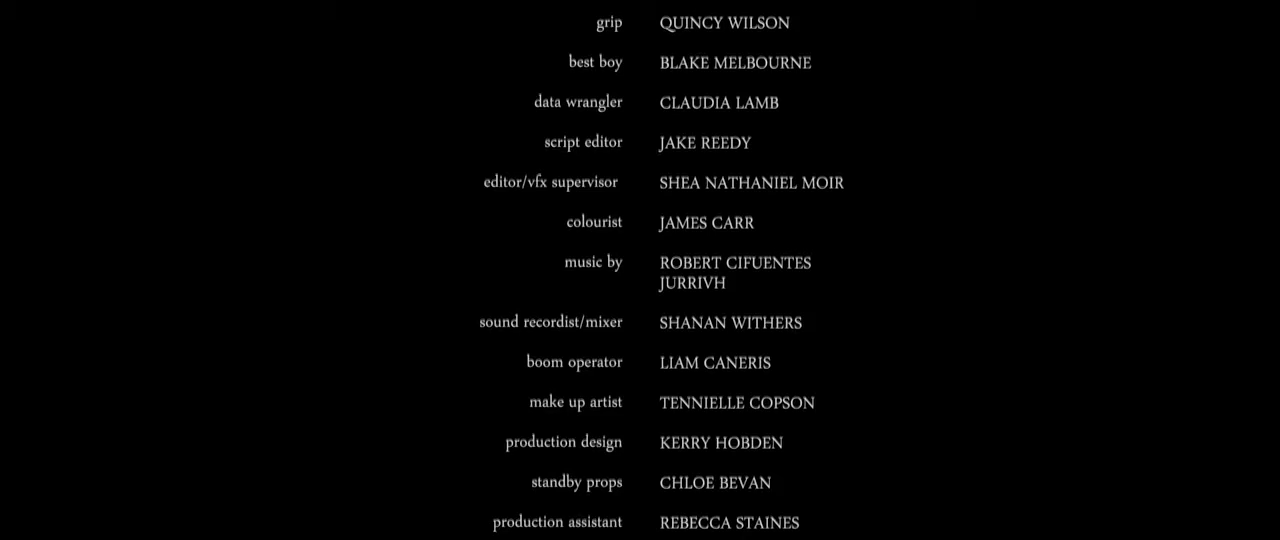 grip QUINCY WILSON
best boy BLAKE MELBOURNE
data wrangler CLAUDIA LAMB
script editor JAKE REEDY
editor/vfx supervisor SHEA NATHANIEL MOIR
colourist JAMES CARR
music by ROBERT CIFUENTES
JURRIVH
sound recordist/mixer SHANAN WITHERS
boom operator LIAM CANERIS
make up artist TENNIELLE COPSON
production design KERRY HOBDEN
standby props CHLOE BEVAN
production assistant REBECCA STAINES